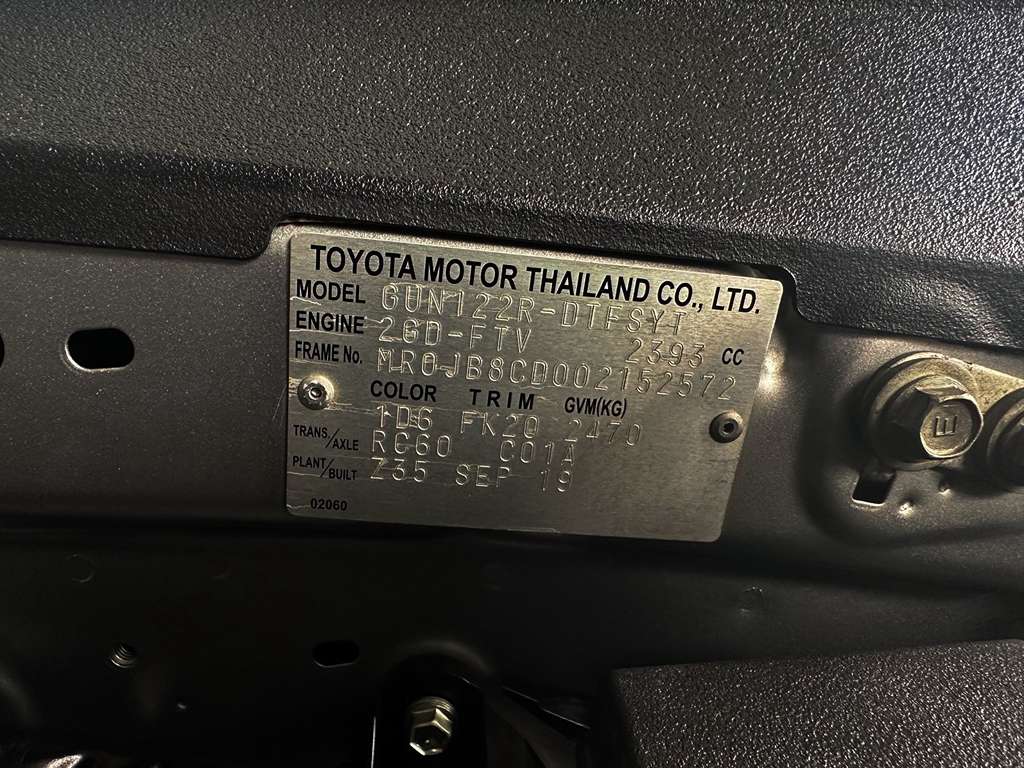 TOYOTA MOTOR THAILAND CO., LTD.
MODEL GUN122R-DTFSYT
ENGINE 2GD-FTV 2393 CC
FRAME No. MR0JB8CD002152572
COLOR TRIM GVM(KG)
1D6 FK20 2470
TRANS/AXLE RC60 C01A
PLANT/BUILT Z35 SEP 19
02060
E